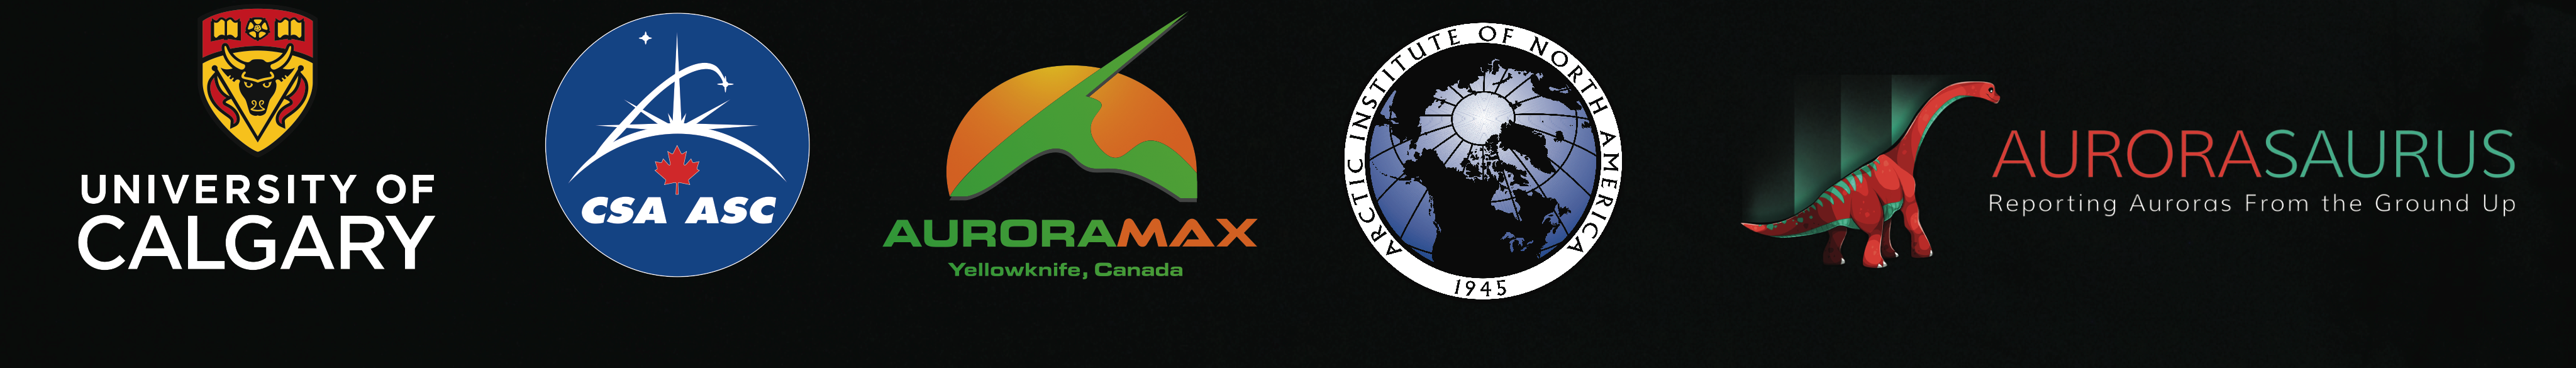 UNIVERSITY OF
CALGARY
CSA ASC
AURORAMAX
Yellowknife, Canada
ARCTIC INSTITUTE OF NORTH AMERICA
1945
AURORASAURUS
Reporting Auroras From the Ground Up